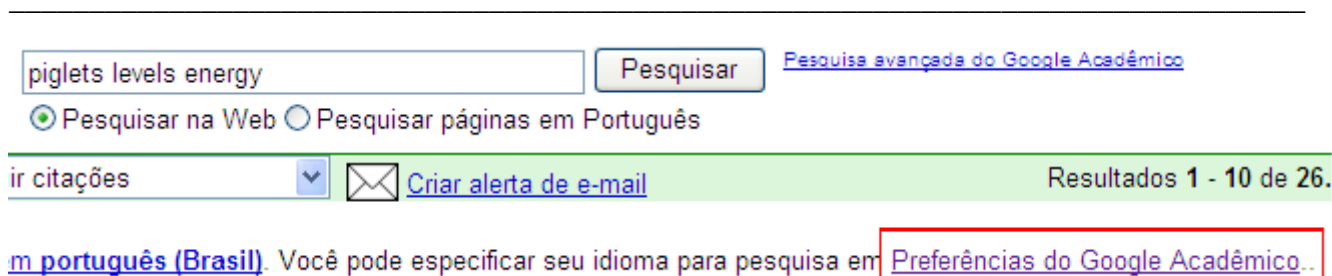 piglets levels energy Pesquisar Pesquisa avançada do Google Acadêmico
Pesquisar na Web Pesquisar páginas em Português
ir citações Criar alerta de e-mail Resultados 1 - 10 de 26.
em português (Brasil). Você pode especificar seu idioma para pesquisa em Preferências do Google Acadêmico..